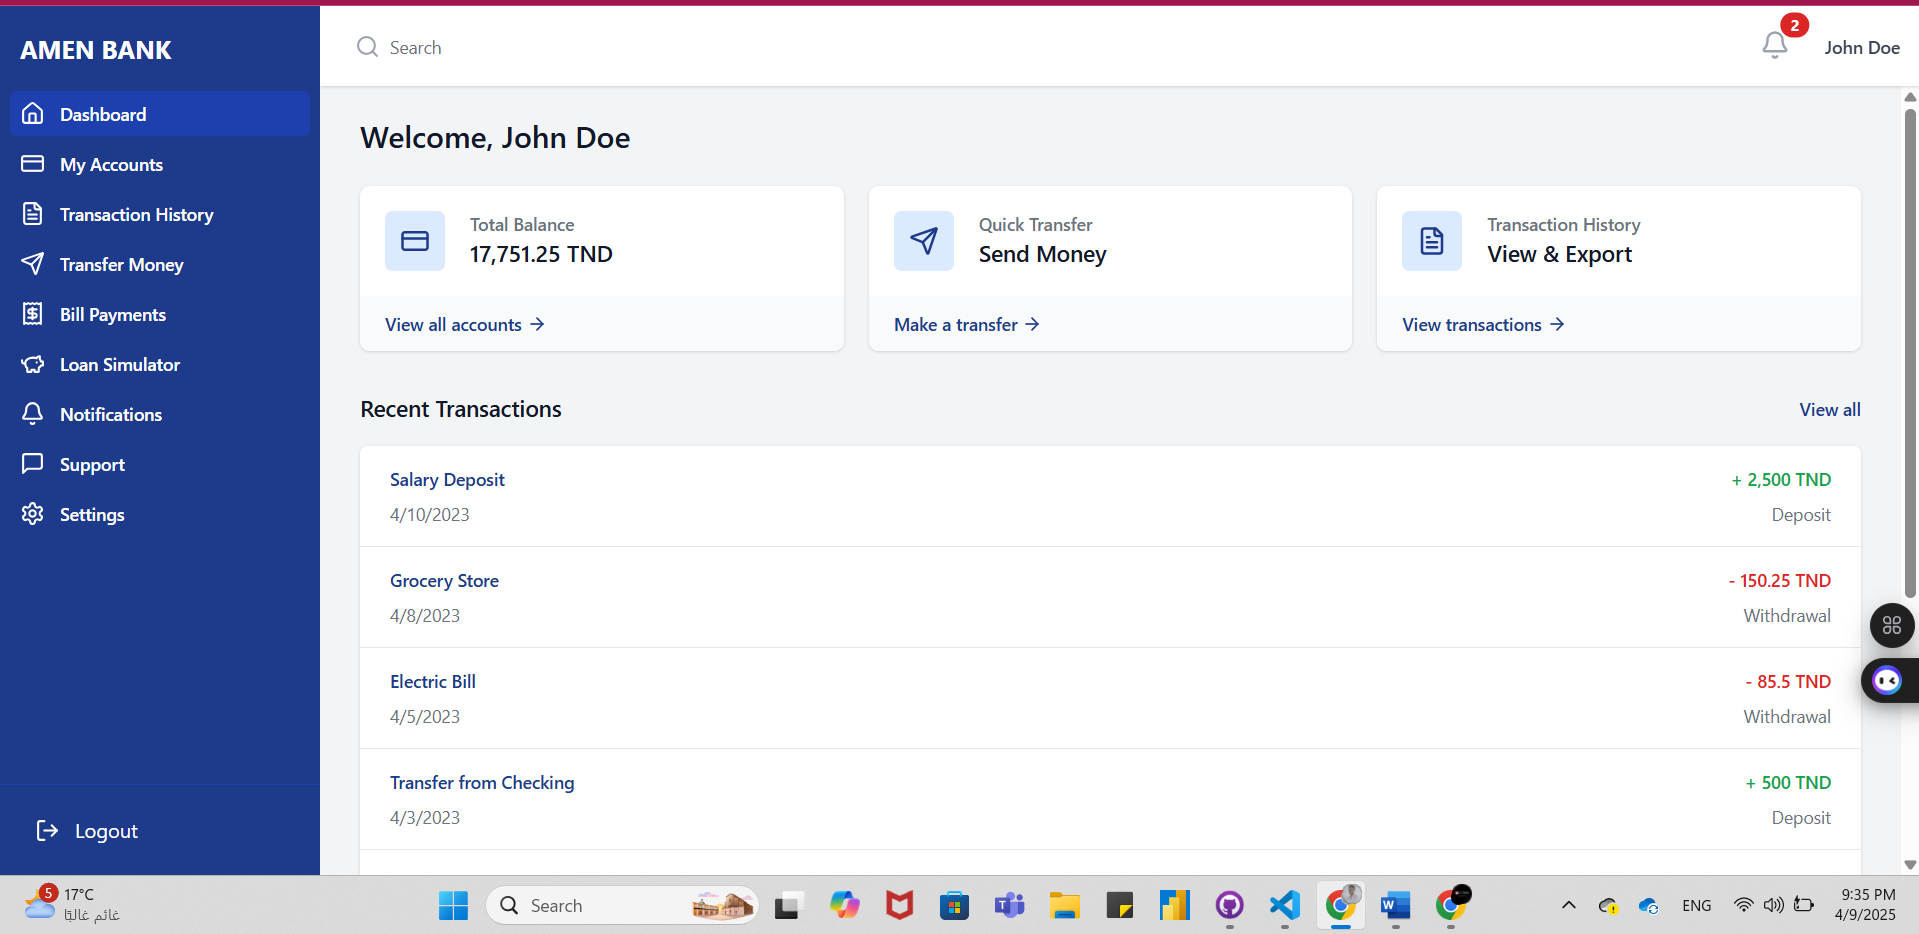 AMEN BANK
Dashboard
My Accounts
Transaction History
Transfer Money
Bill Payments
Loan Simulator
Notifications
Support
Settings
Logout
Search
2
John Doe
Welcome, John Doe
Total Balance
17,751.25 TND
View all accounts →
Quick Transfer
Send Money
Make a transfer →
Transaction History
View & Export
View transactions →
Recent Transactions
View all
Salary Deposit
+ 2,500 TND
4/10/2023
Deposit
Grocery Store
- 150.25 TND
4/8/2023
Withdrawal
Electric Bill
- 85.5 TND
4/5/2023
Withdrawal
Transfer from Checking
+ 500 TND
4/3/2023
Deposit
5
17°C
غائم غالبًا
Search
ENG
9:35 PM
4/9/2025